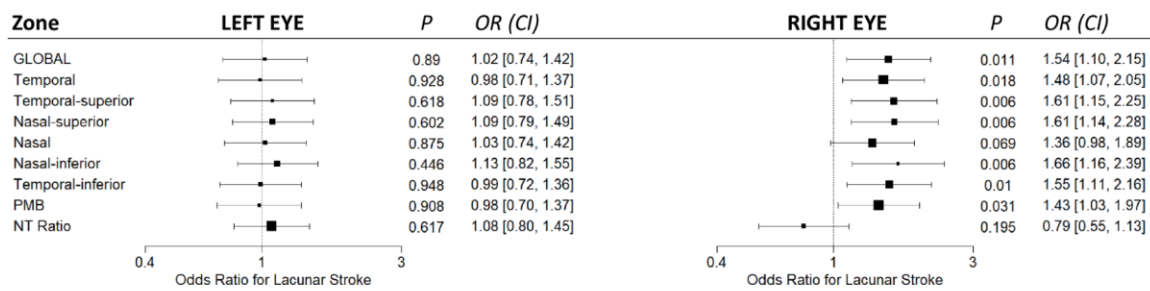 Zone LEFT EYE P OR (CI) RIGHT EYE P OR (CI)
GLOBAL 0.89 1.02 [0.74, 1.42] 0.011 1.54 [1.10, 2.15]
Temporal 0.928 0.98 [0.71, 1.37] 0.018 1.48 [1.07, 2.05]
Temporal-superior 0.618 1.09 [0.78, 1.51] 0.006 1.61 [1.15, 2.25]
Nasal-superior 0.602 1.09 [0.79, 1.49] 0.006 1.61 [1.14, 2.28]
Nasal 0.875 1.03 [0.74, 1.42] 0.069 1.36 [0.98, 1.89]
Nasal-inferior 0.446 1.13 [0.82, 1.55] 0.006 1.66 [1.16, 2.39]
Temporal-inferior 0.948 0.99 [0.72, 1.36] 0.01 1.55 [1.11, 2.16]
PMB 0.908 0.98 [0.70, 1.37] 0.031 1.43 [1.03, 1.97]
NT Ratio 0.617 1.08 [0.80, 1.45] 0.195 0.79 [0.55, 1.13]
0.4 1 3 0.4 1 3
Odds Ratio for Lacunar Stroke Odds Ratio for Lacunar Stroke